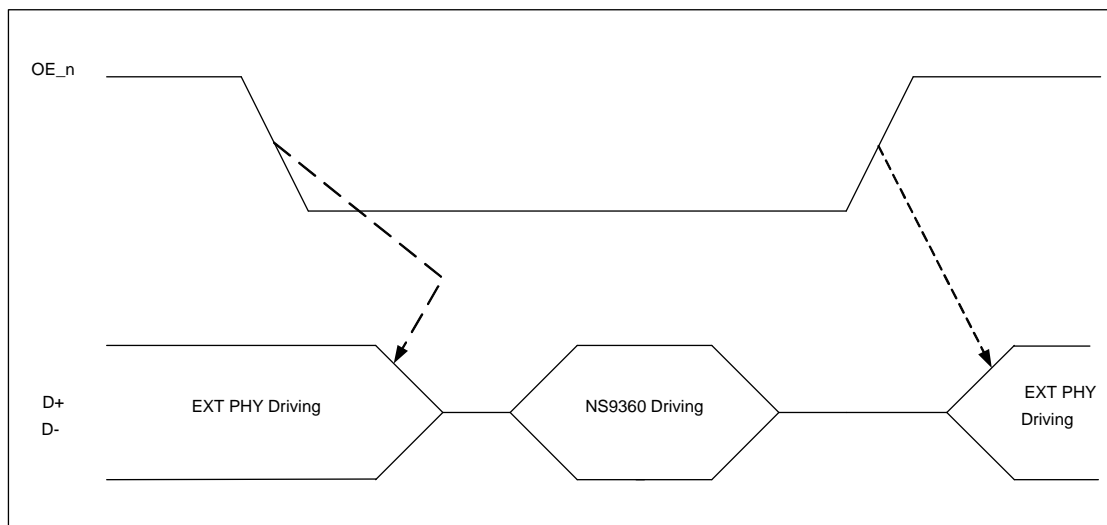 OE_n
D+
D-
EXT PHY Driving
NS9360 Driving
EXT PHY
Driving